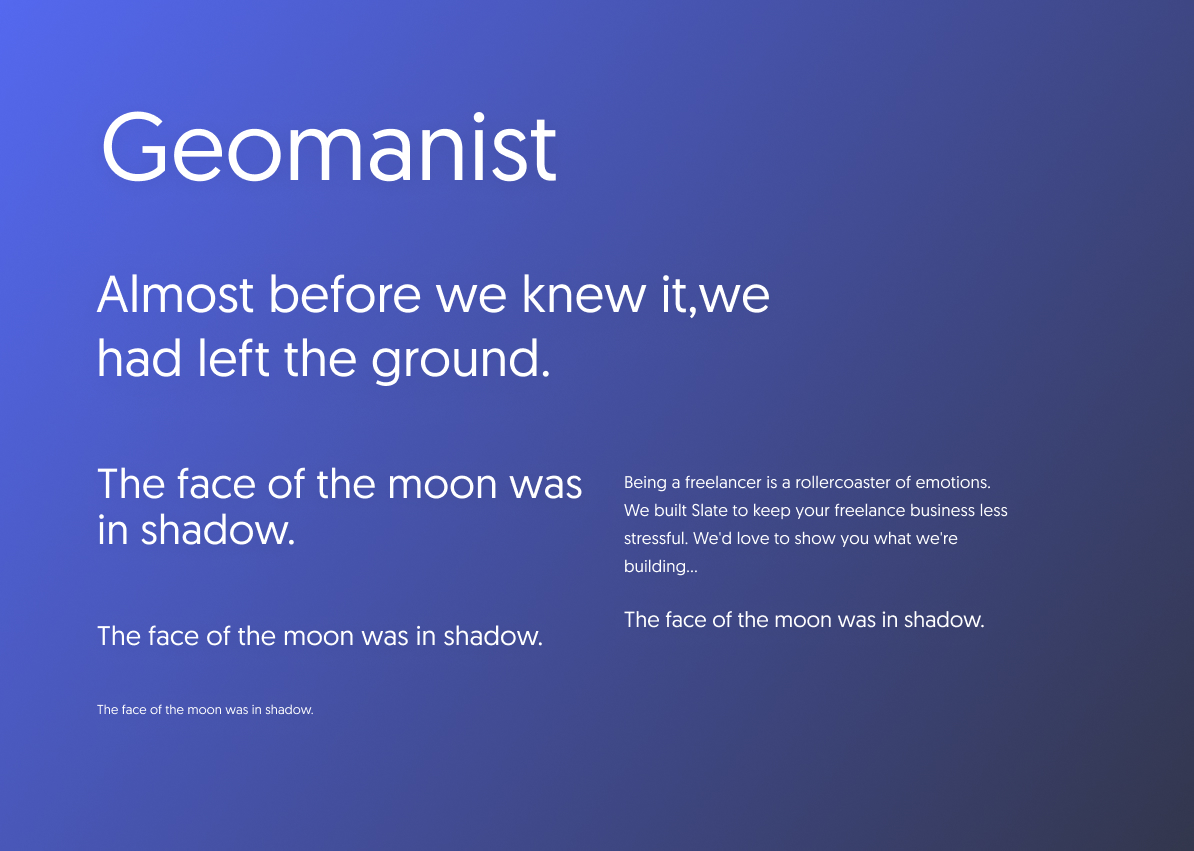 Geomanist
Almost before we knew it,we
had left the ground.
The face of the moon was
in shadow.
The face of the moon was in shadow.
The face of the moon was in shadow.
Being a freelancer is a rollercoaster of emotions.
We built Slate to keep your freelance business less
stressful. We'd love to show you what we're
building...
The face of the moon was in shadow.